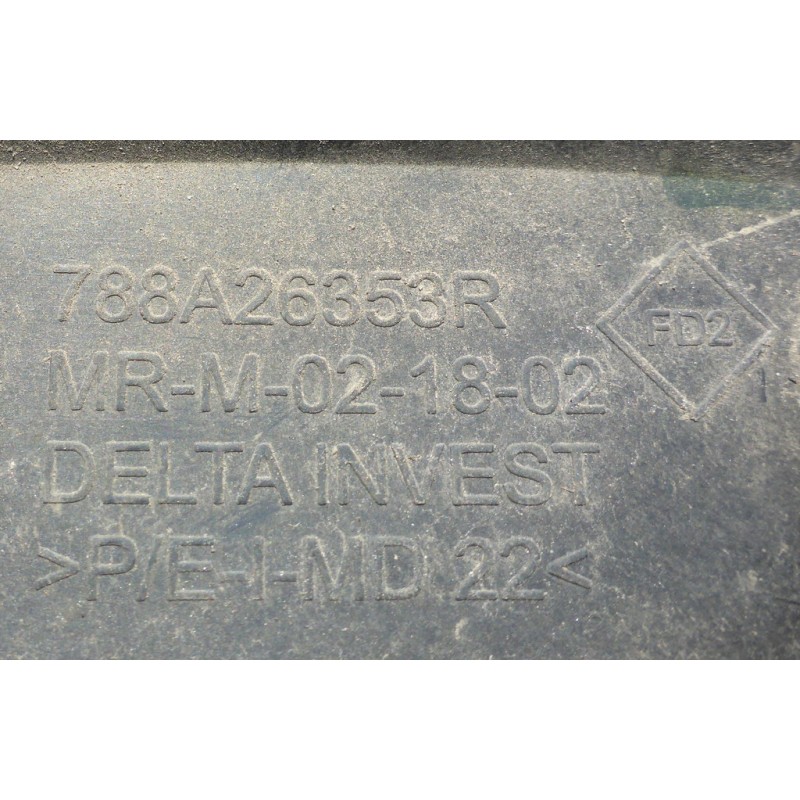 788A26353R
FD2
MR-M-02-18-02
DELTA INVEST
>P/E-I-MD 22<